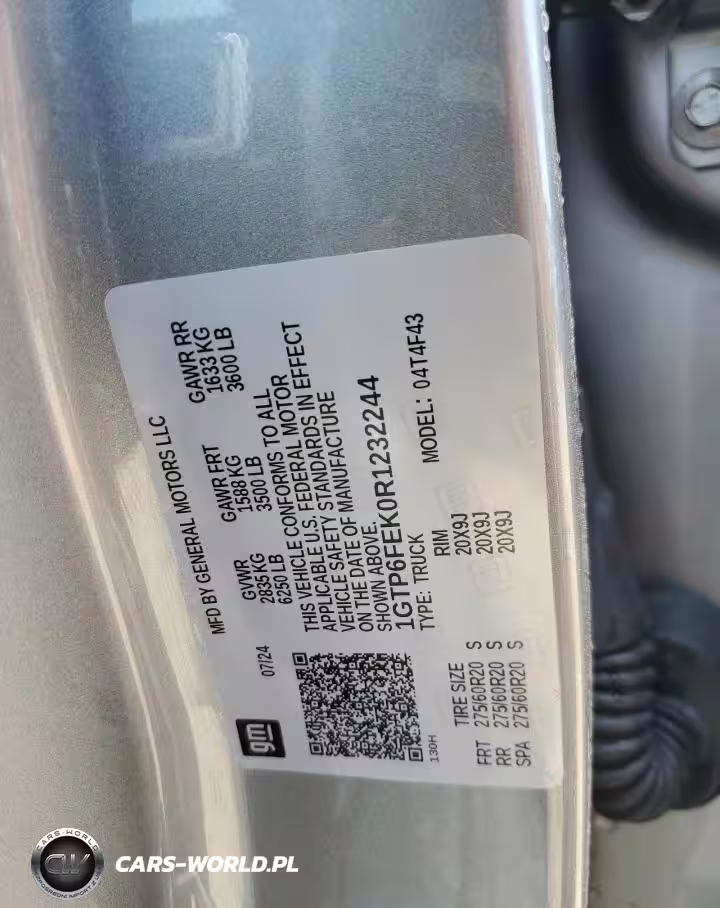 MFD BY GENERAL MOTORS LLC
07/24
GVWR
2835 KG
6250 LB
GAWR FRT
1588 KG
3500 LB
GAWR RR
1633 KG
3600 LB
THIS VEHICLE CONFORMS TO ALL
APPLICABLE U.S. FEDERAL MOTOR
VEHICLE SAFETY STANDARDS IN EFFECT
ON THE DATE OF MANUFACTURE
SHOWN ABOVE.
1GTP6FEK0R1232244
TYPE: TRUCK
MODEL: 04T4F43
gm
130H
TIRE SIZE RIM
FRT 275/60R20 S 20X9J
RR 275/60R20 S 20X9J
SPA 275/60R20 S 20X9J
CARS-WORLD
CW
CARS-WORLD.PL